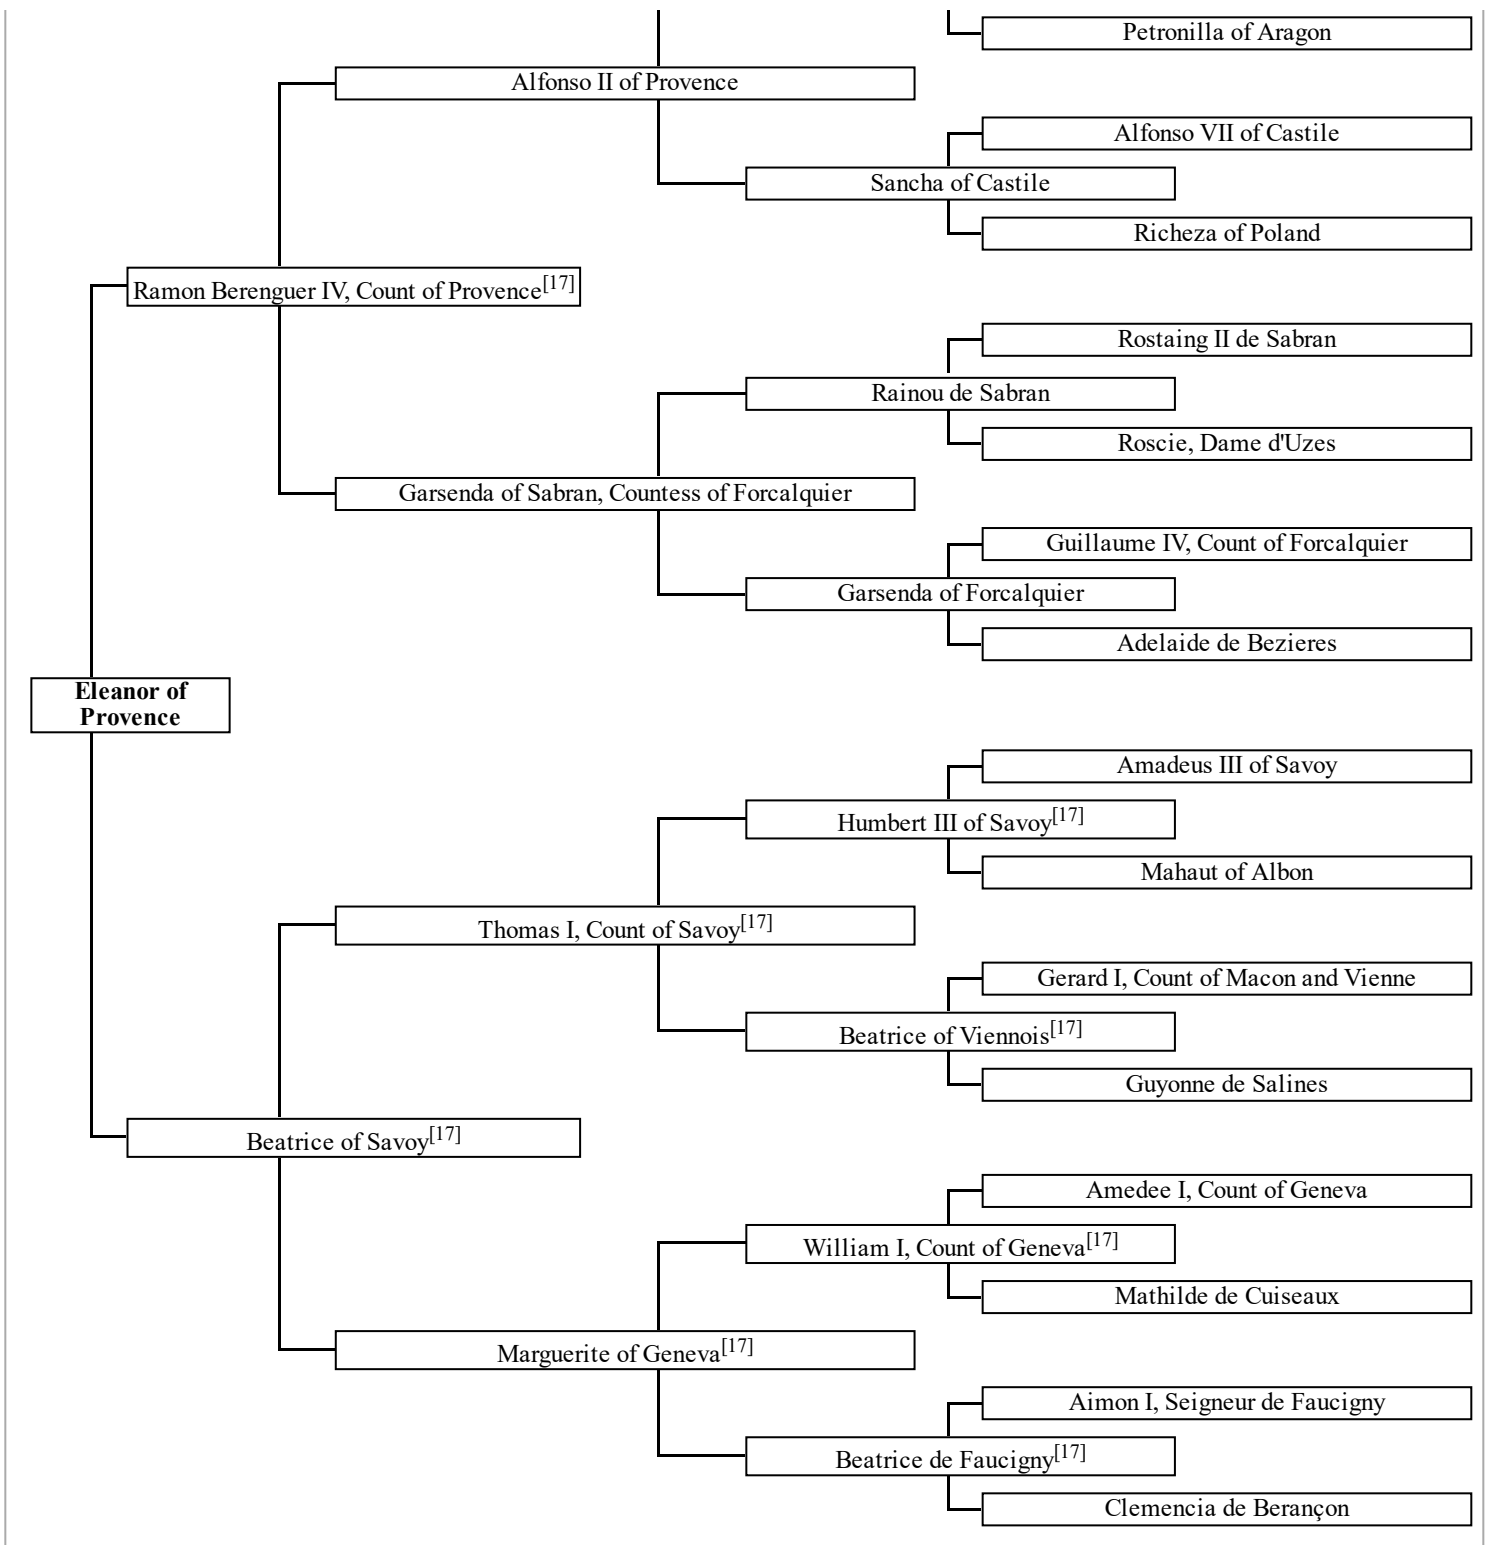 Petronilla of Aragon
Alfonso II of Provence
Alfonso VII of Castile
Sancha of Castile
Richeza of Poland
Ramon Berenguer IV, Count of Provence[17]
Rostaing II de Sabran
Rainou de Sabran
Roscie, Dame d'Uzes
Garsenda of Sabran, Countess of Forcalquier
Guillaume IV, Count of Forcalquier
Garsenda of Forcalquier
Adelaide de Bezieres
Eleanor of
Provence
Amadeus III of Savoy
Humbert III of Savoy[17]
Mahaut of Albon
Thomas I, Count of Savoy[17]
Gerard I, Count of Macon and Vienne
Beatrice of Viennois[17]
Guyonne de Salines
Beatrice of Savoy[17]
Amedee I, Count of Geneva
William I, Count of Geneva[17]
Mathilde de Cuiseaux
Marguerite of Geneva[17]
Aimon I, Seigneur de Faucigny
Beatrice de Faucigny[17]
Clemencia de Berançon